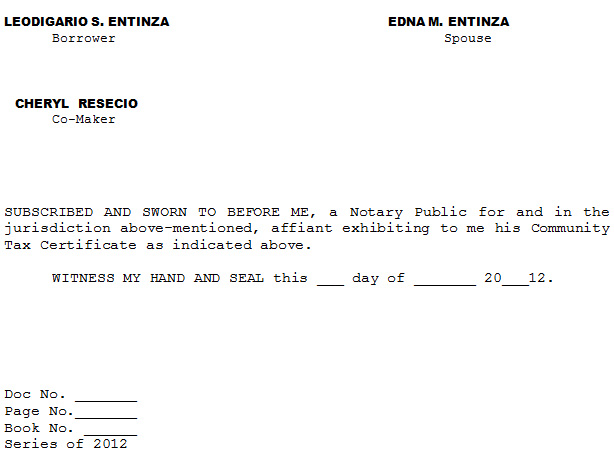 LEODIGARIO S. ENTINZA EDNA M. ENTINZA
Borrower Spouse
CHERYL RESECIO
Co-Maker
SUBSCRIBED AND SWORN TO BEFORE ME, a Notary Public for and in the
jurisdiction above-mentioned, affiant exhibiting to me his Community
Tax Certificate as indicated above.
WITNESS MY HAND AND SEAL this ___ day of _______ 20___12.
Doc No. _______
Page No._______
Book No. ______
Series of 2012